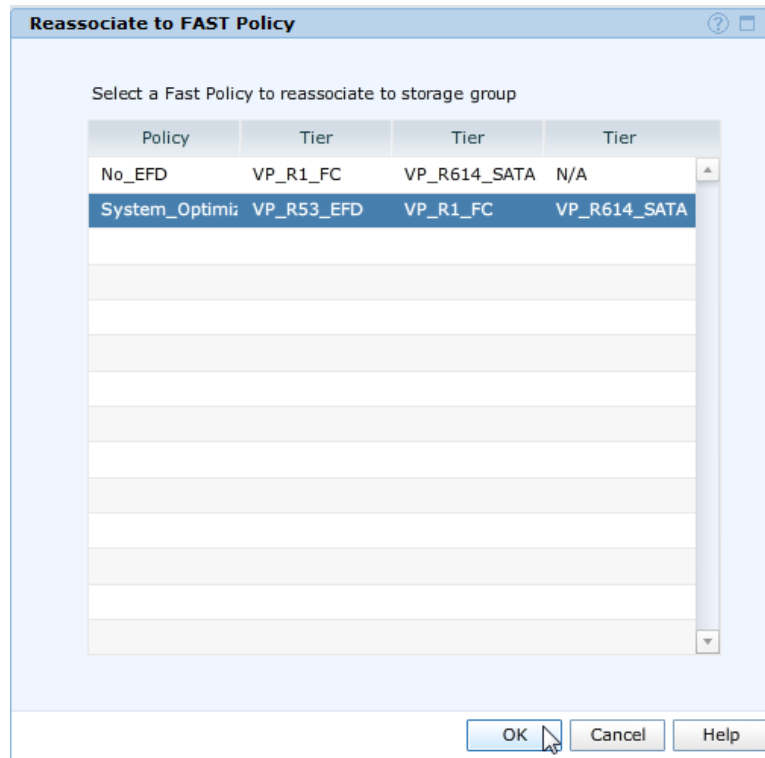 Reassociate to FAST Policy
Select a Fast Policy to reassociate to storage group
Policy Tier Tier Tier
No_EFD VP_R1_FC VP_R614_SATA N/A
System_Optimiz VP_R53_EFD VP_R1_FC VP_R614_SATA
OK Cancel Help